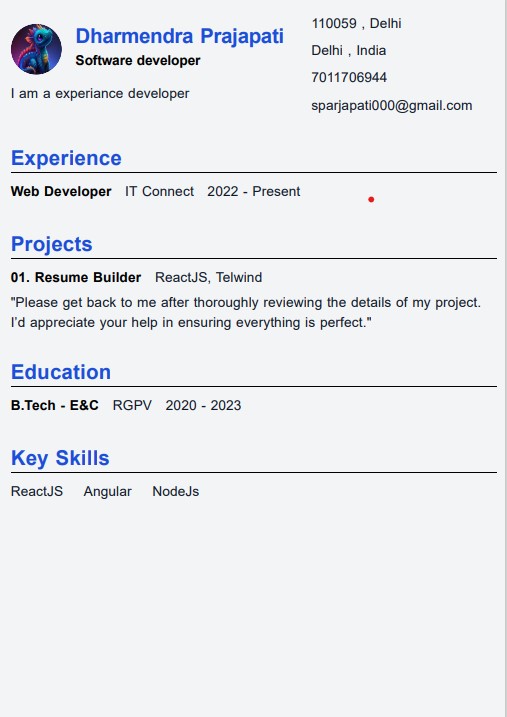 Dharmendra Prajapati
Software developer
I am a experiance developer
110059 , Delhi
Delhi , India
7011706944
sparjapati000@gmail.com
Experience
Web Developer IT Connect 2022 - Present
Projects
01. Resume Builder ReactJS, Telwind
"Please get back to me after thoroughly reviewing the details of my project.
I'd appreciate your help in ensuring everything is perfect."
Education
B.Tech - E&C RGPV 2020 - 2023
Key Skills
ReactJS Angular NodeJs